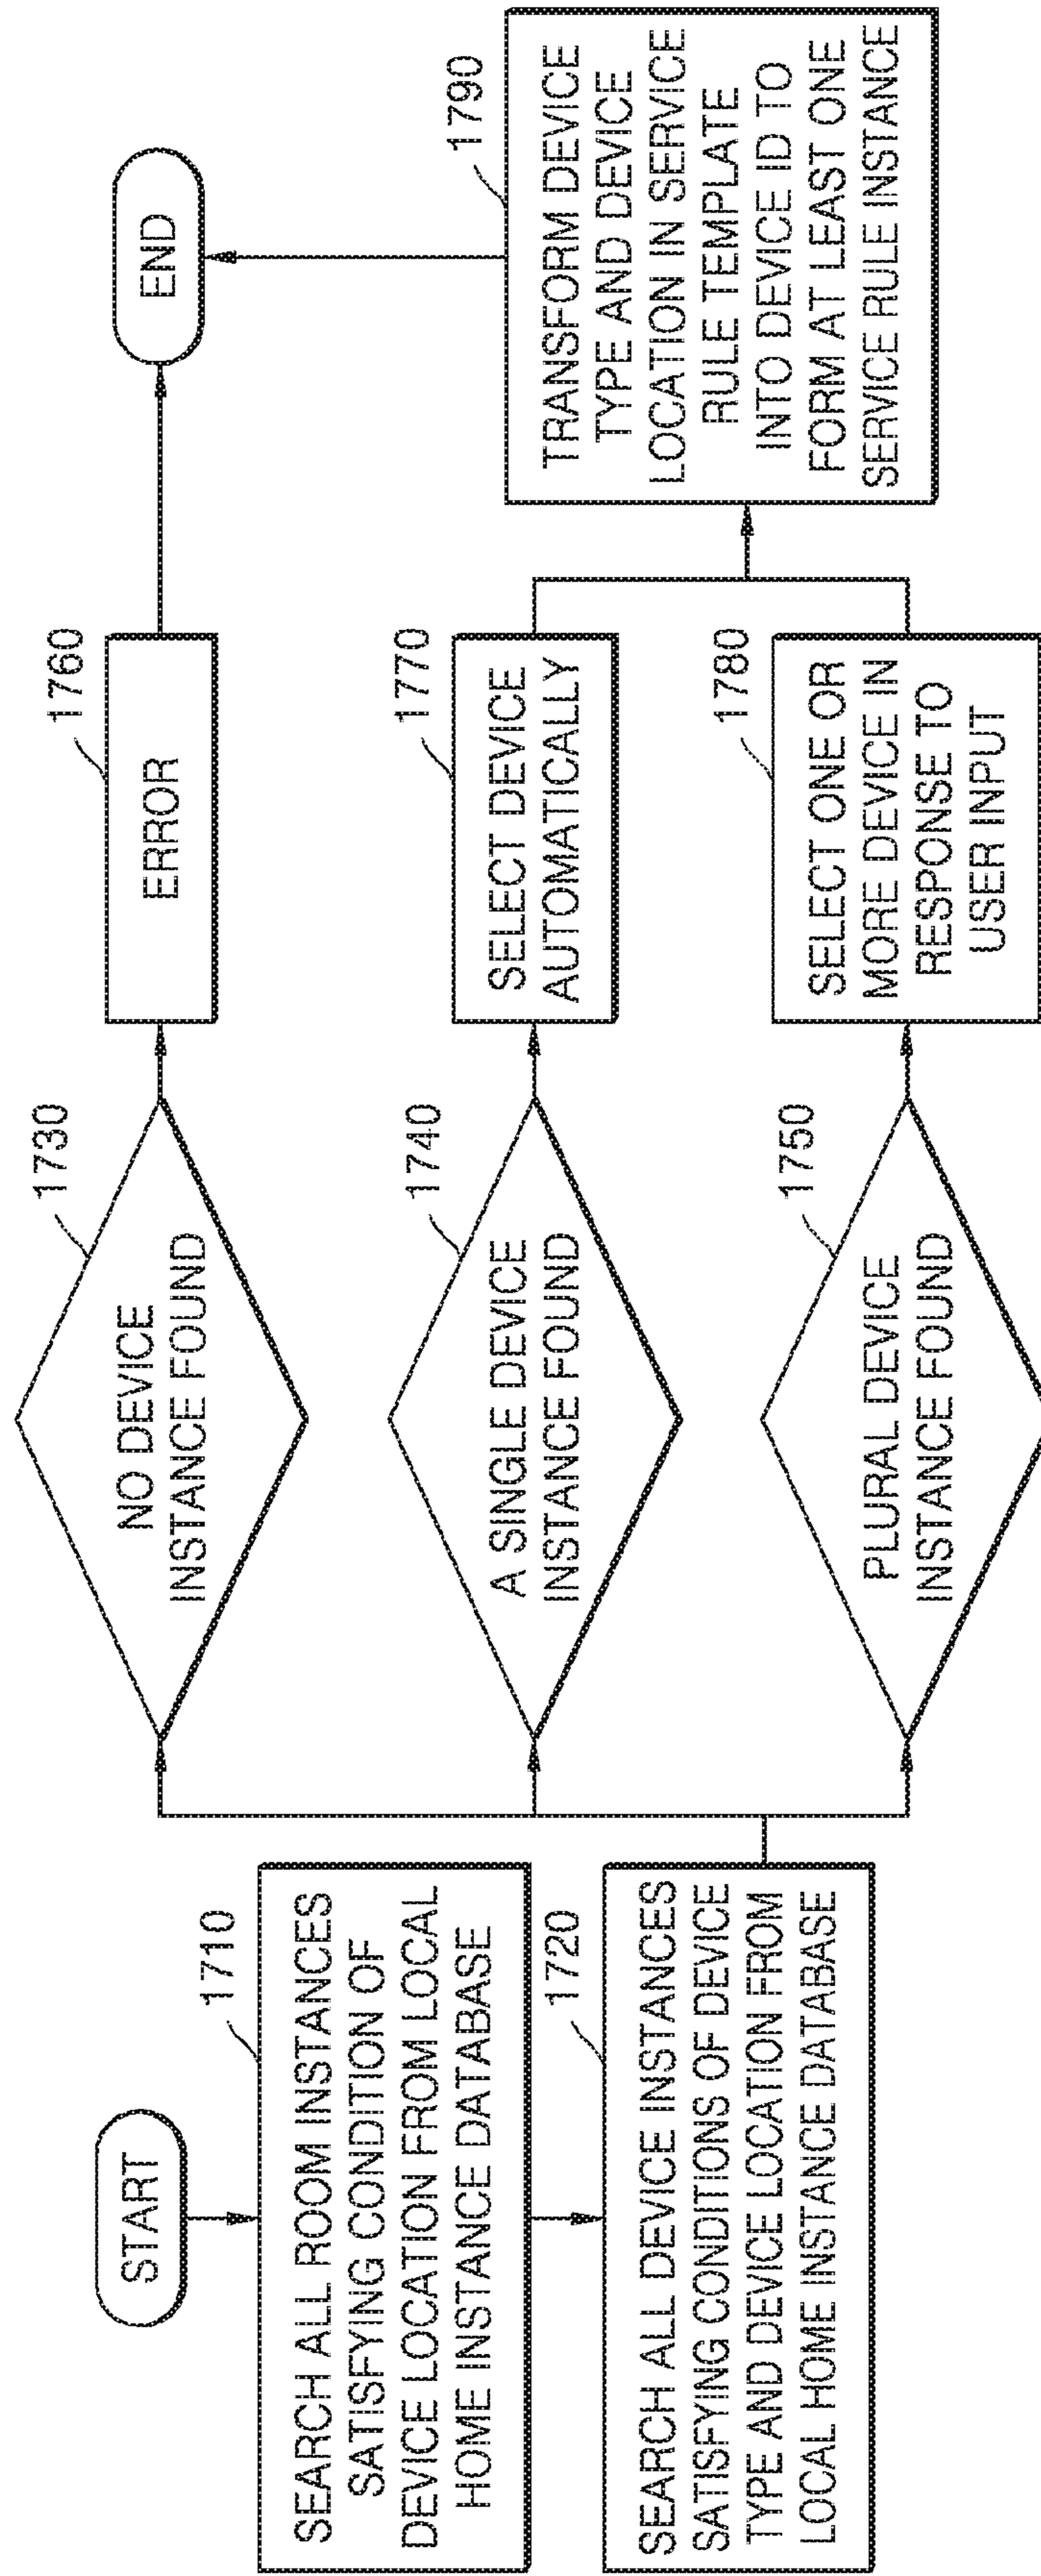 START
1710
SEARCH ALL ROOM INSTANCES
SATISFYING CONDITION OF
DEVICE LOCATION FROM LOCAL
HOME INSTANCE DATABASE
1720
SEARCH ALL DEVICE INSTANCES
SATISFYING CONDITIONS OF DEVICE
TYPE AND DEVICE LOCATION FROM
LOCAL HOME INSTANCE DATABASE
1730
NO DEVICE
INSTANCE FOUND
1740
A SINGLE DEVICE
INSTANCE FOUND
1750
PLURAL DEVICE
INSTANCE FOUND
1760
ERROR
1770
SELECT DEVICE
AUTOMATICALLY
1780
SELECT ONE OR
MORE DEVICE IN
RESPONSE TO
USER INPUT
END
1790
TRANSFORM DEVICE
TYPE AND DEVICE
LOCATION IN SERVICE
RULE TEMPLATE
INTO DEVICE ID TO
FORM AT LEAST ONE
SERVICE RULE INSTANCE